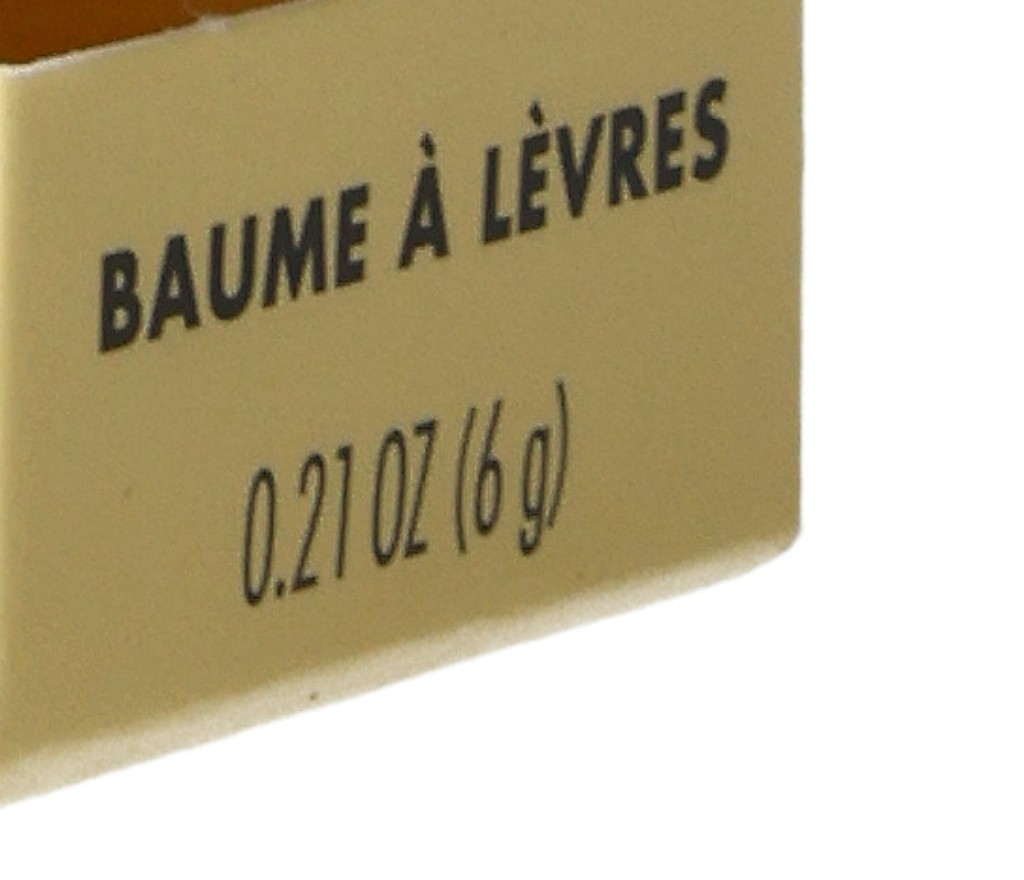 BAUME À LÈVRES
0.21 OZ (6 g)